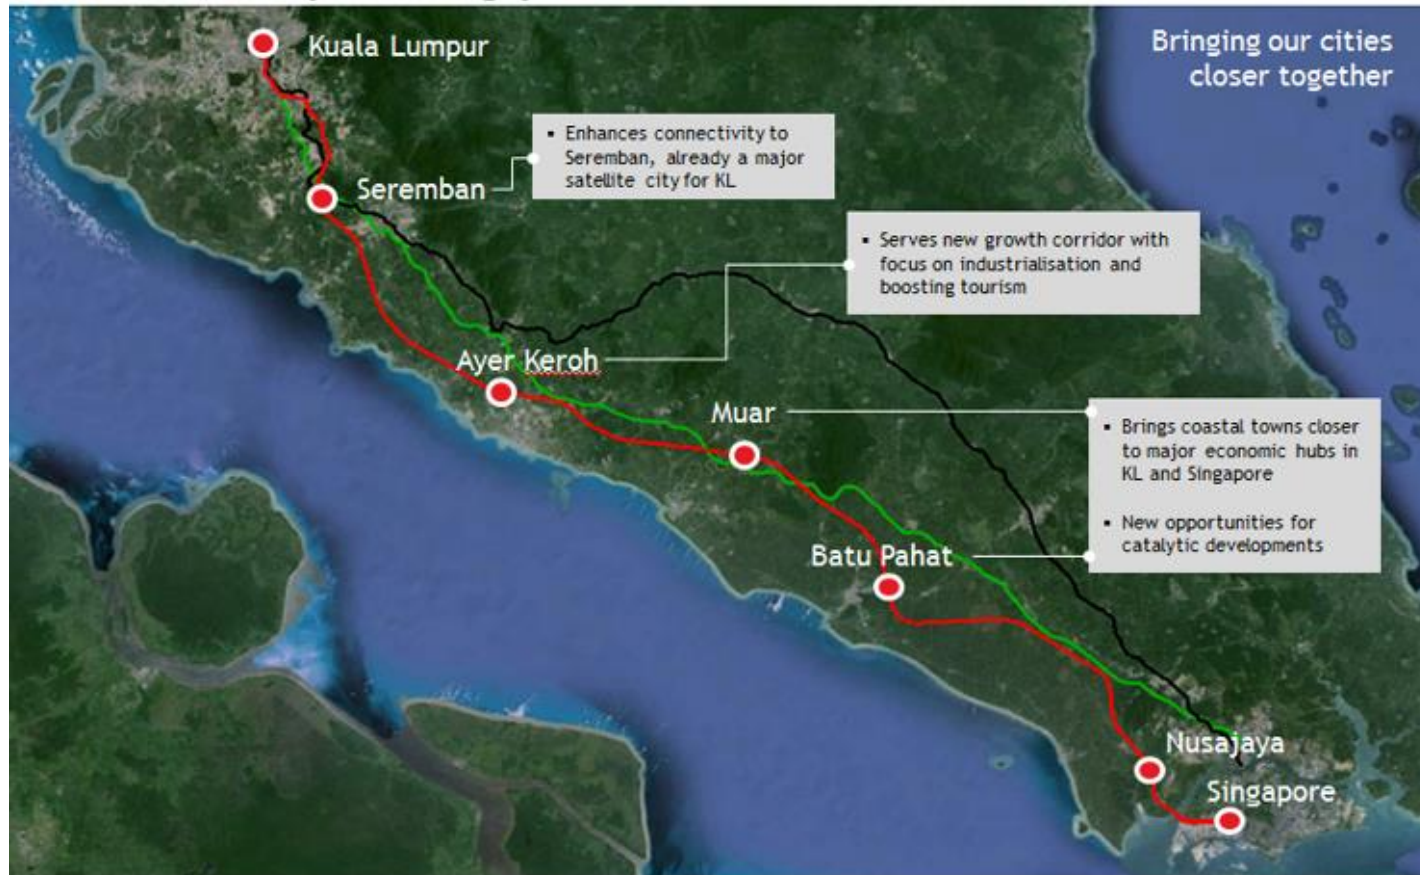 Kuala Lumpur
Bringing our cities
closer together
▪ Enhances connectivity to
Seremban, already a major
satellite city for KL
Seremban
▪ Serves new growth corridor with
focus on industrialisation and
boosting tourism
Ayer Keroh
Muar
▪ Brings coastal towns closer
to major economic hubs in
KL and Singapore
▪ New opportunities for
catalytic developments
Batu Pahat
Nusajaya
Singapore